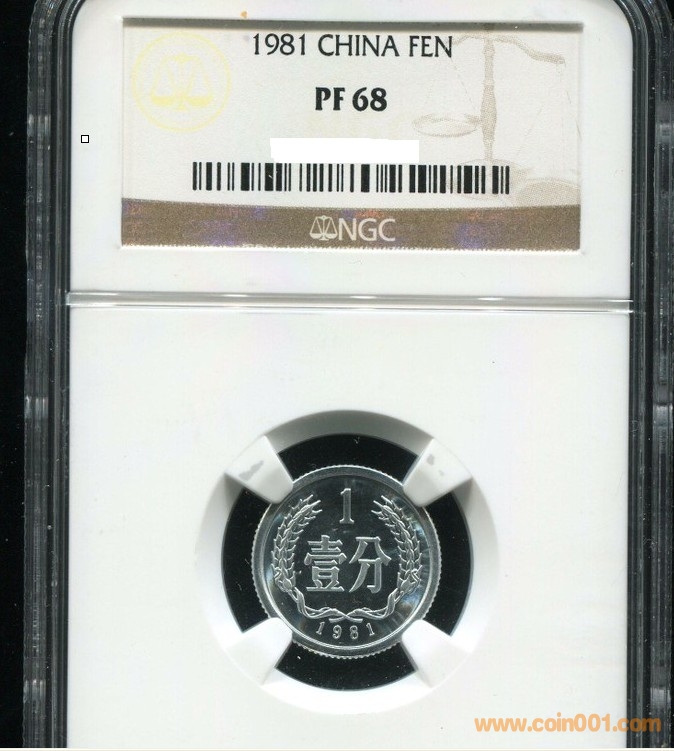 1981 CHINA FEN
PF 68
NGC
1
壹分
1981
www.coin001.com